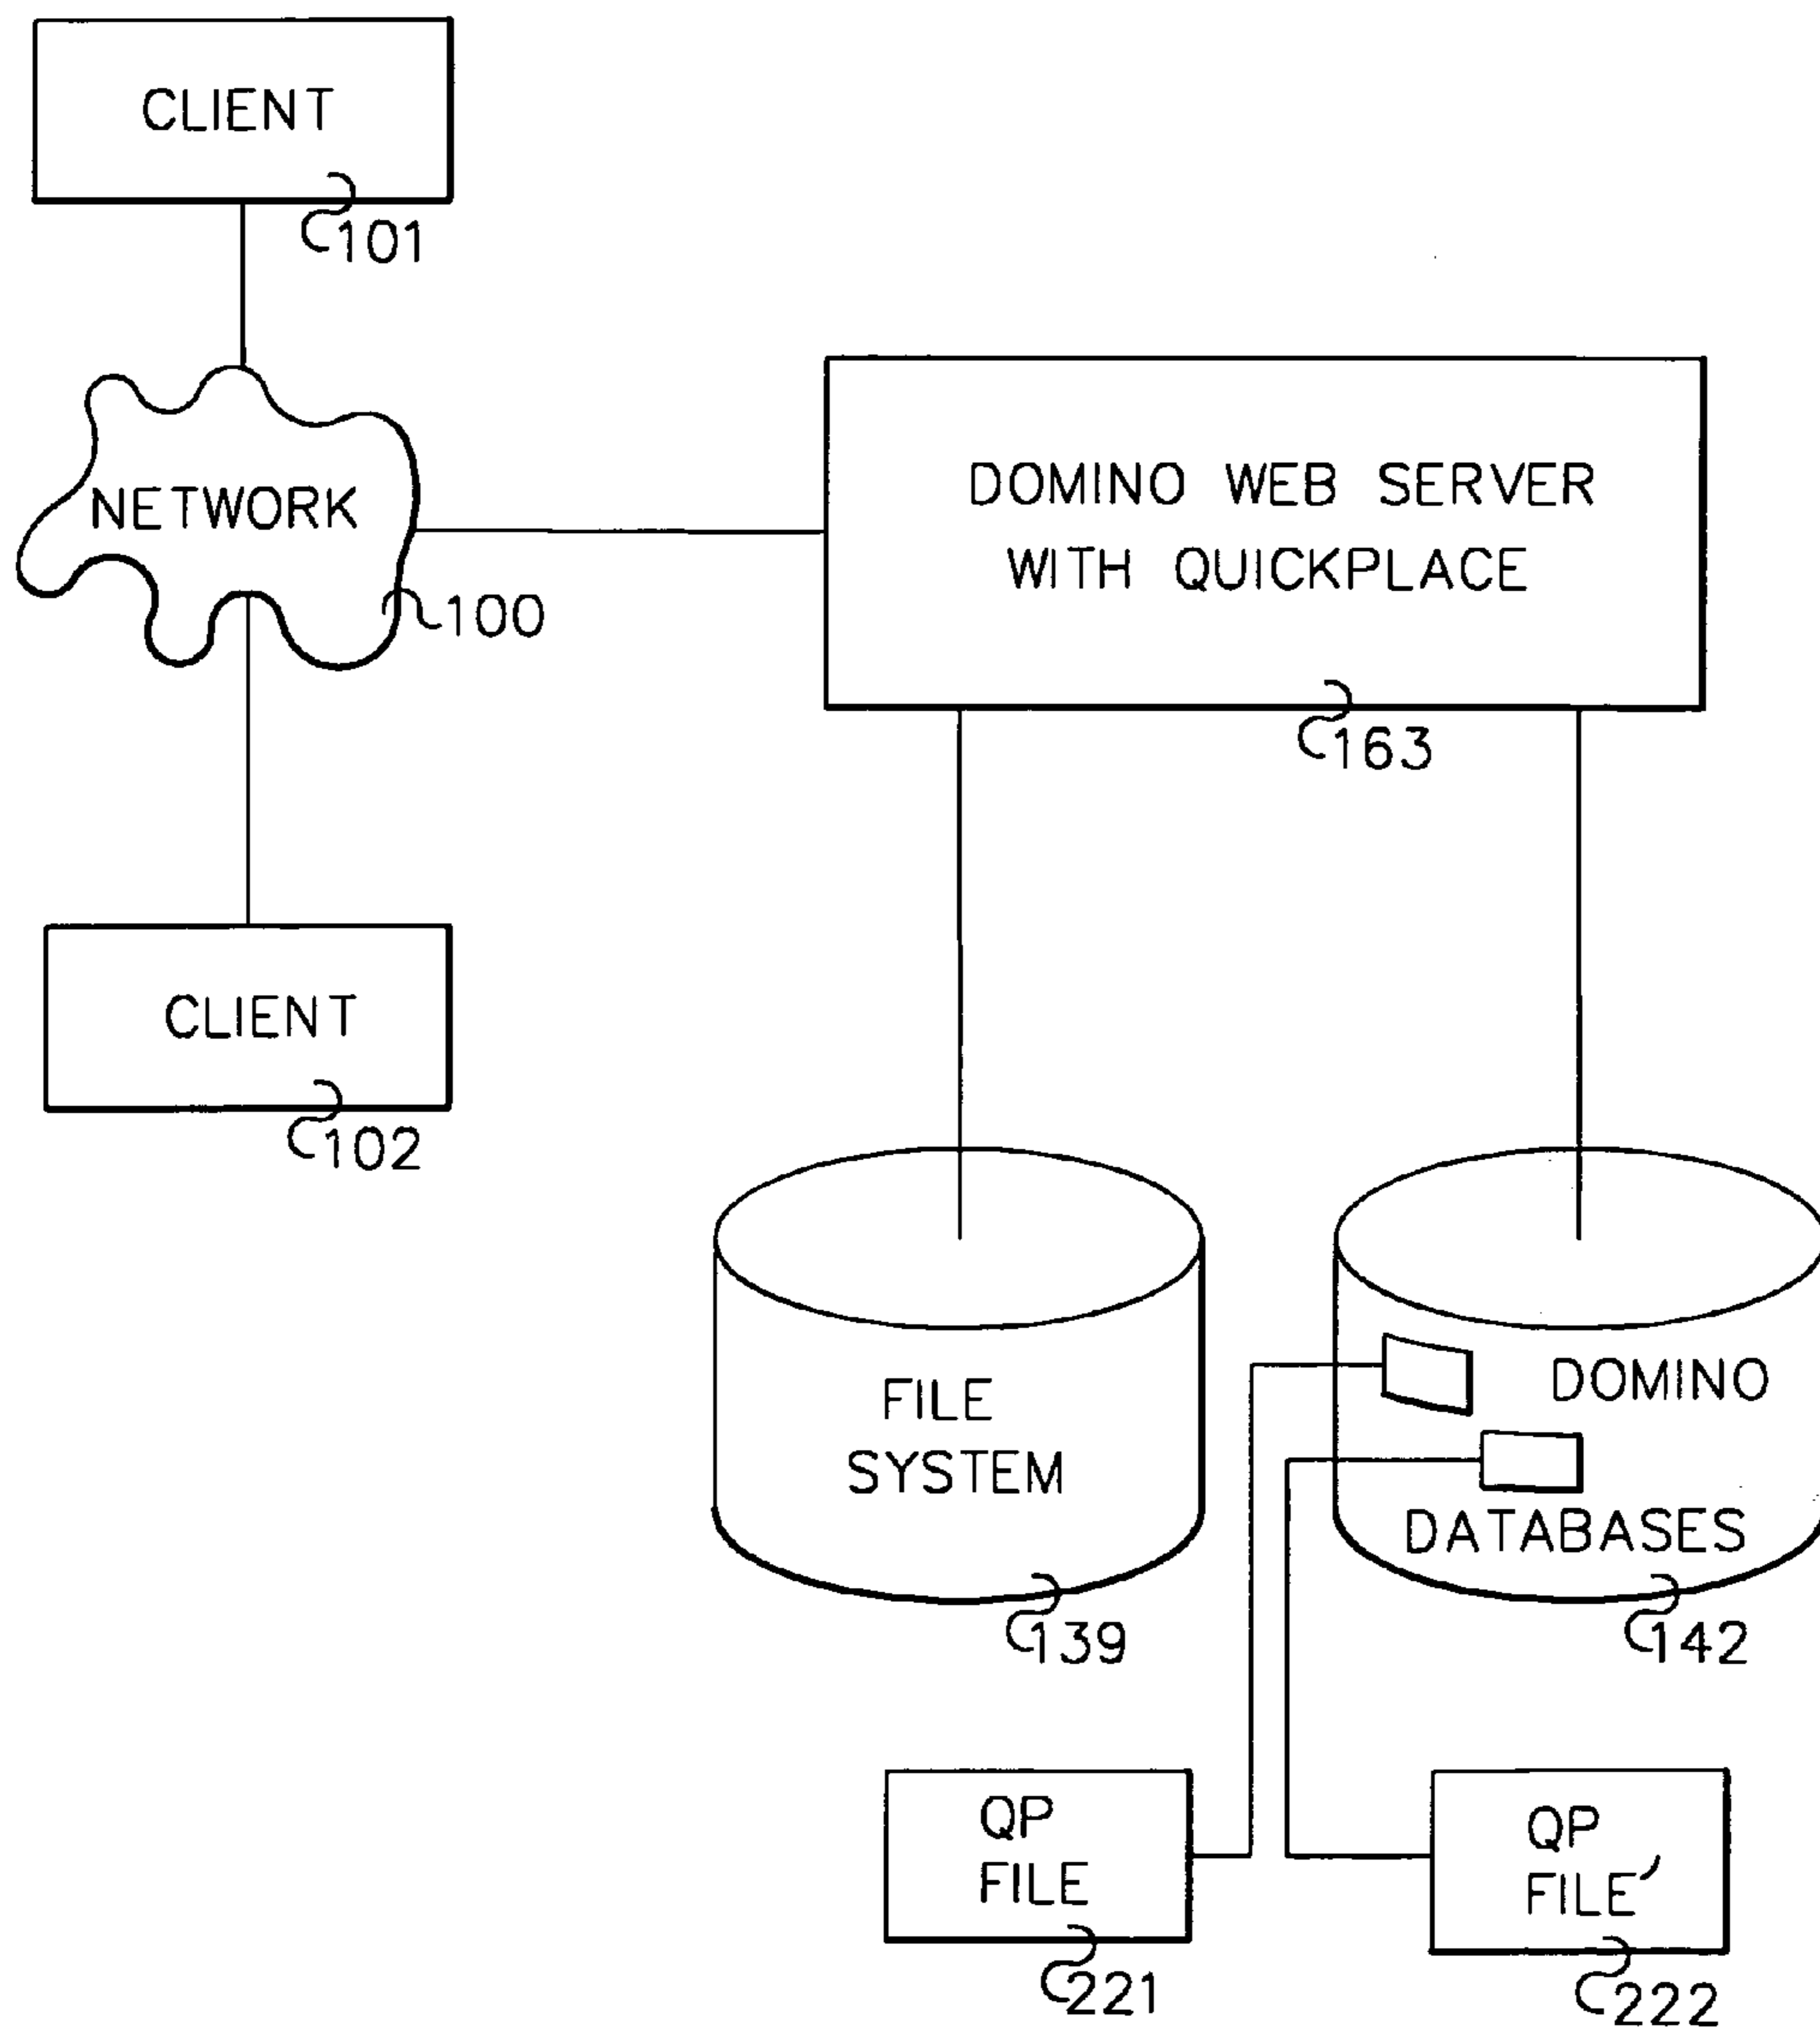 CLIENT
101
NETWORK
100
DOMINO WEB SERVER
WITH QUICKPLACE
163
CLIENT
102
FILE
SYSTEM
139
DOMINO
DATABASES
142
QP
FILE
221
QP
FILE'
222